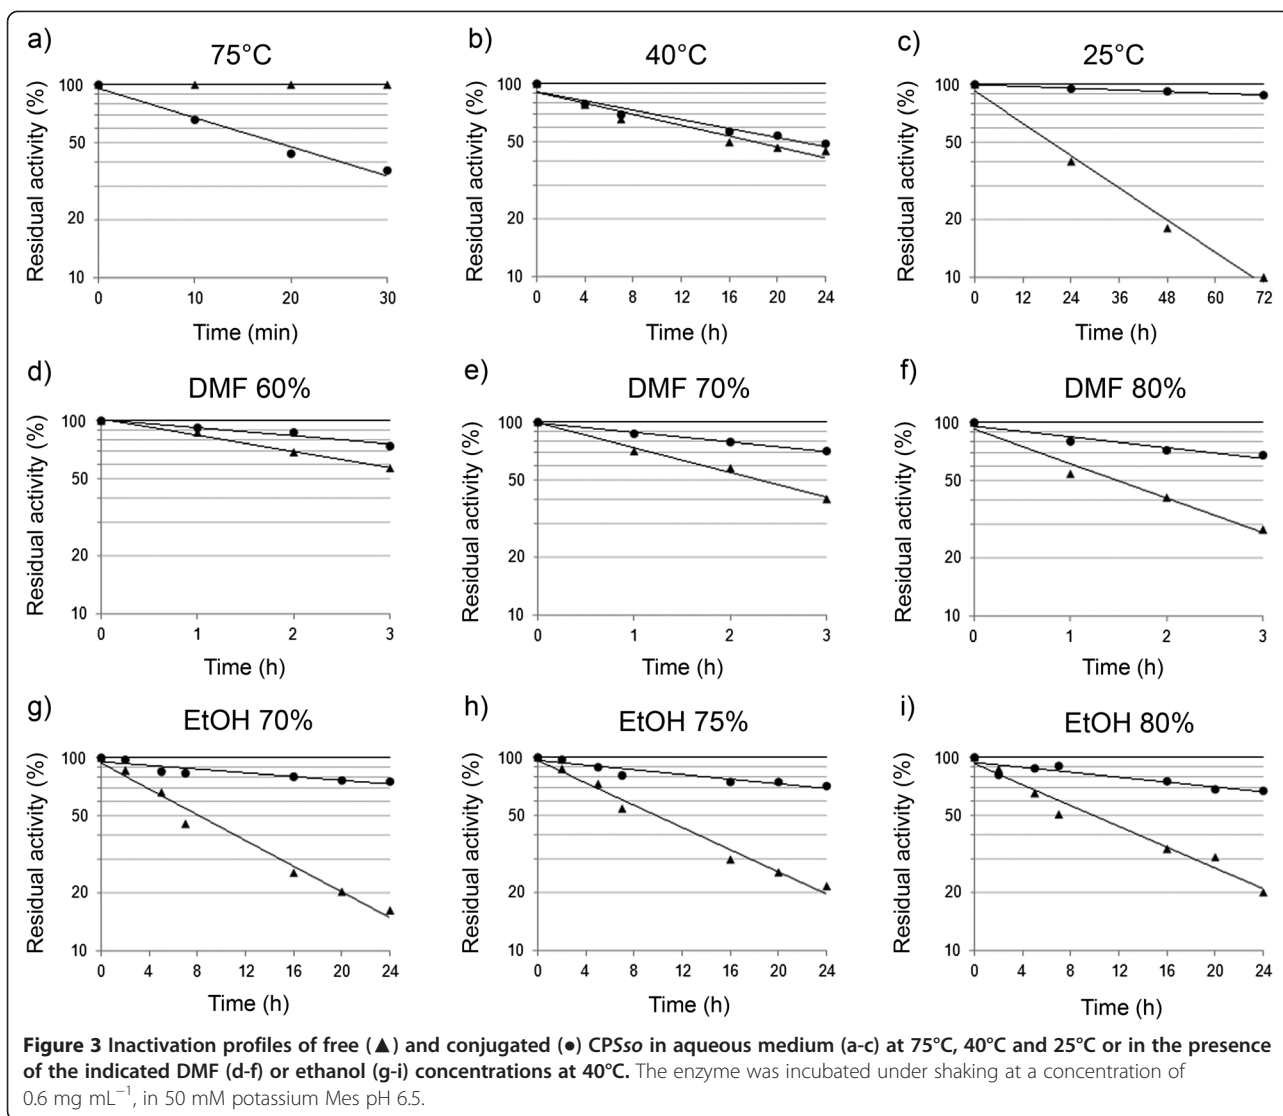 a)
75°C
Residual activity (%)
100
50
20
10
0 10 20 30
Time (min)
b)
40°C
Residual activity (%)
100
50
20
10
0 4 8 12 16 20 24
Time (h)
c)
25°C
Residual activity (%)
100
50
20
10
0 12 24 36 48 60 72
Time (h)
d)
DMF 60%
Residual activity (%)
100
50
20
10
0 1 2 3
Time (h)
e)
DMF 70%
Residual activity (%)
100
50
20
10
0 1 2 3
Time (h)
f)
DMF 80%
Residual activity (%)
100
50
20
10
0 1 2 3
Time (h)
g)
EtOH 70%
Residual activity (%)
100
50
20
10
0 4 8 12 16 20 24
Time (h)
h)
EtOH 75%
Residual activity (%)
100
50
20
10
0 4 8 12 16 20 24
Time (h)
i)
EtOH 80%
Residual activity (%)
100
50
20
10
0 4 8 12 16 20 24
Time (h)
Figure 3 Inactivation profiles of free (▲) and conjugated (●) CPSso in aqueous medium (a-c) at 75°C, 40°C and 25°C or in the presence
of the indicated DMF (d-f) or ethanol (g-i) concentrations at 40°C. The enzyme was incubated under shaking at a concentration of
0.6 mg mL⁻¹, in 50 mM potassium Mes pH 6.5.